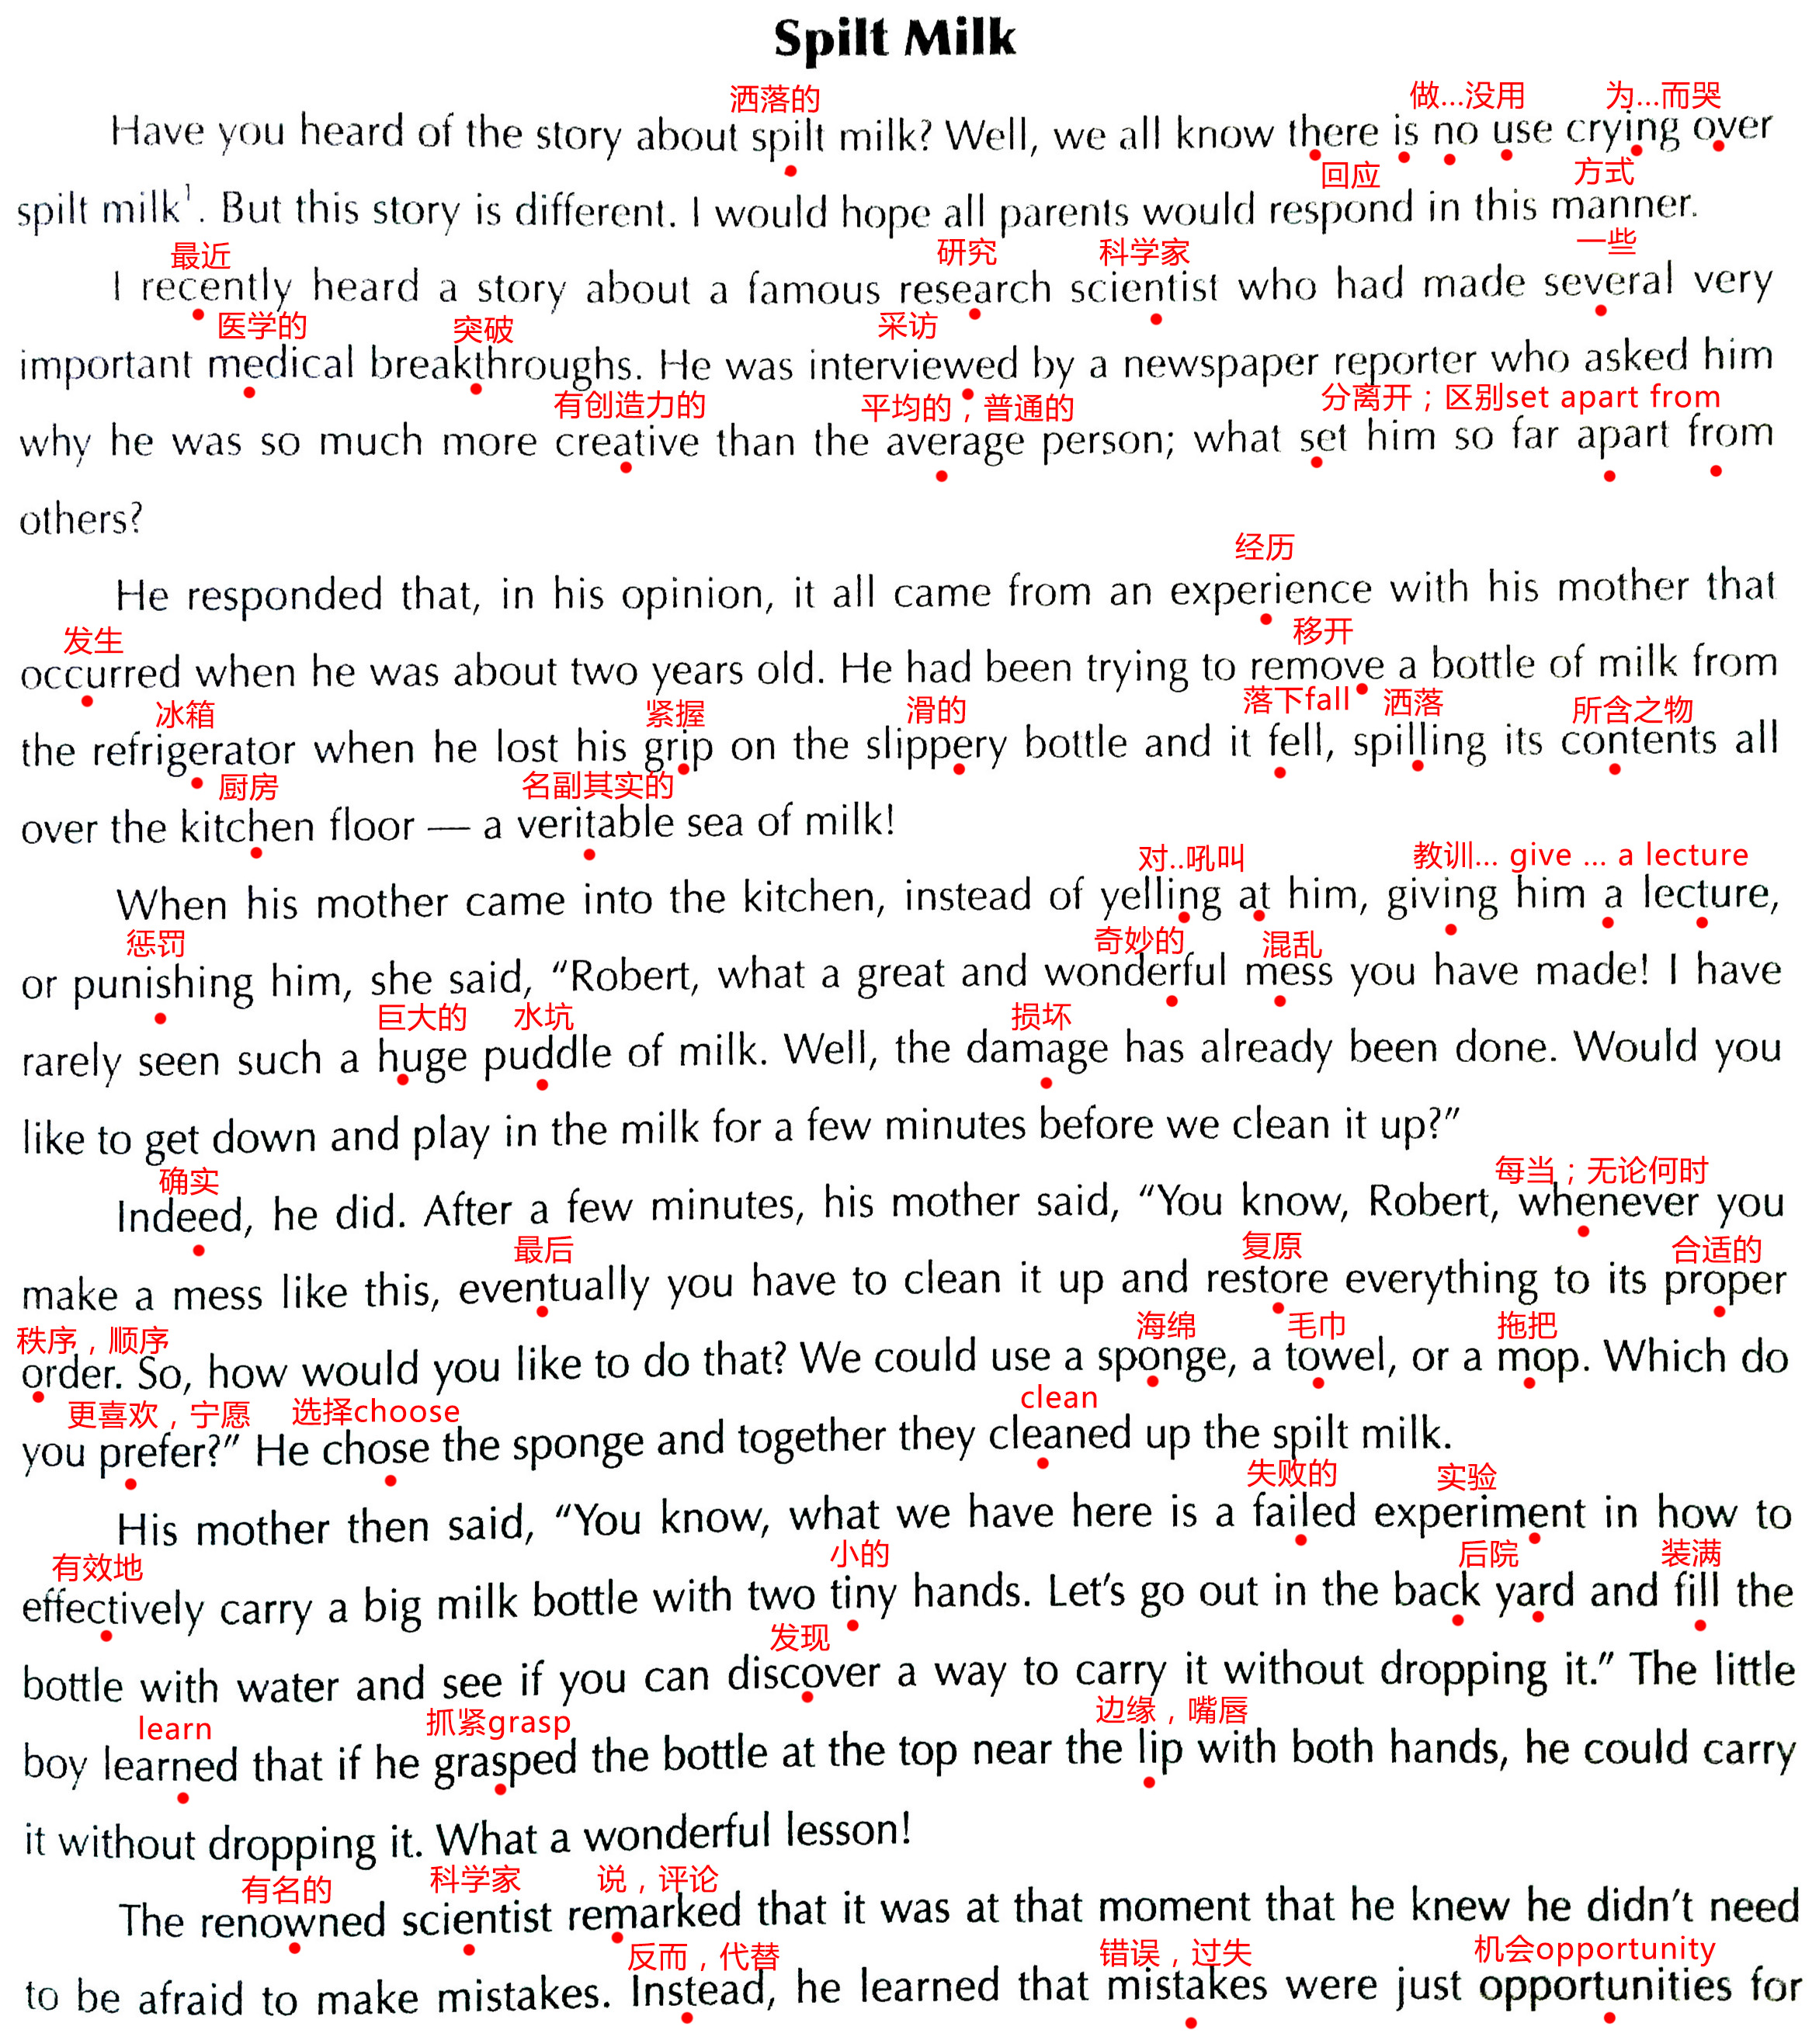 Spilt Milk
洒落的 做...没用 为...而哭
Have you heard of the story about spilt milk? Well, we all know there is no use crying over
回应 方式
spilt milk¹. But this story is different. I would hope all parents would respond in this manner.
最近 研究 科学家 一些
I recently heard a story about a famous research scientist who had made several very
医学的 突破 采访
important medical breakthroughs. He was interviewed by a newspaper reporter who asked him
有创造力的 平均的，普通的 分离开；区别set apart from
why he was so much more creative than the average person; what set him so far apart from
others?
经历
He responded that, in his opinion, it all came from an experience with his mother that
发生 移开
occurred when he was about two years old. He had been trying to remove a bottle of milk from
冰箱 紧握 滑的 落下fall 洒落 所含之物
the refrigerator when he lost his grip on the slippery bottle and it fell, spilling its contents all
厨房 名副其实的
over the kitchen floor — a veritable sea of milk!
对..吼叫 教训... give ... a lecture
When his mother came into the kitchen, instead of yelling at him, giving him a lecture,
惩罚 奇妙的 混乱
or punishing him, she said, “Robert, what a great and wonderful mess you have made! I have
巨大的 水坑 损坏
rarely seen such a huge puddle of milk. Well, the damage has already been done. Would you
like to get down and play in the milk for a few minutes before we clean it up?”
确实 每当；无论何时
Indeed, he did. After a few minutes, his mother said, “You know, Robert, whenever you
最后 复原 合适的
make a mess like this, eventually you have to clean it up and restore everything to its proper
秩序，顺序 海绵 毛巾 拖把
order. So, how would you like to do that? We could use a sponge, a towel, or a mop. Which do
更喜欢，宁愿 选择choose clean
you prefer?” He chose the sponge and together they cleaned up the spilt milk.
失败的 实验
His mother then said, “You know, what we have here is a failed experiment in how to
有效地 小的 后院 装满
effectively carry a big milk bottle with two tiny hands. Let’s go out in the back yard and fill the
发现
bottle with water and see if you can discover a way to carry it without dropping it.” The little
learn 抓紧grasp 边缘，嘴唇
boy learned that if he grasped the bottle at the top near the lip with both hands, he could carry
it without dropping it. What a wonderful lesson!
有名的 科学家 说，评论
The renowned scientist remarked that it was at that moment that he knew he didn’t need
反而，代替 错误，过失 机会opportunity
to be afraid to make mistakes. Instead, he learned that mistakes were just opportunities for